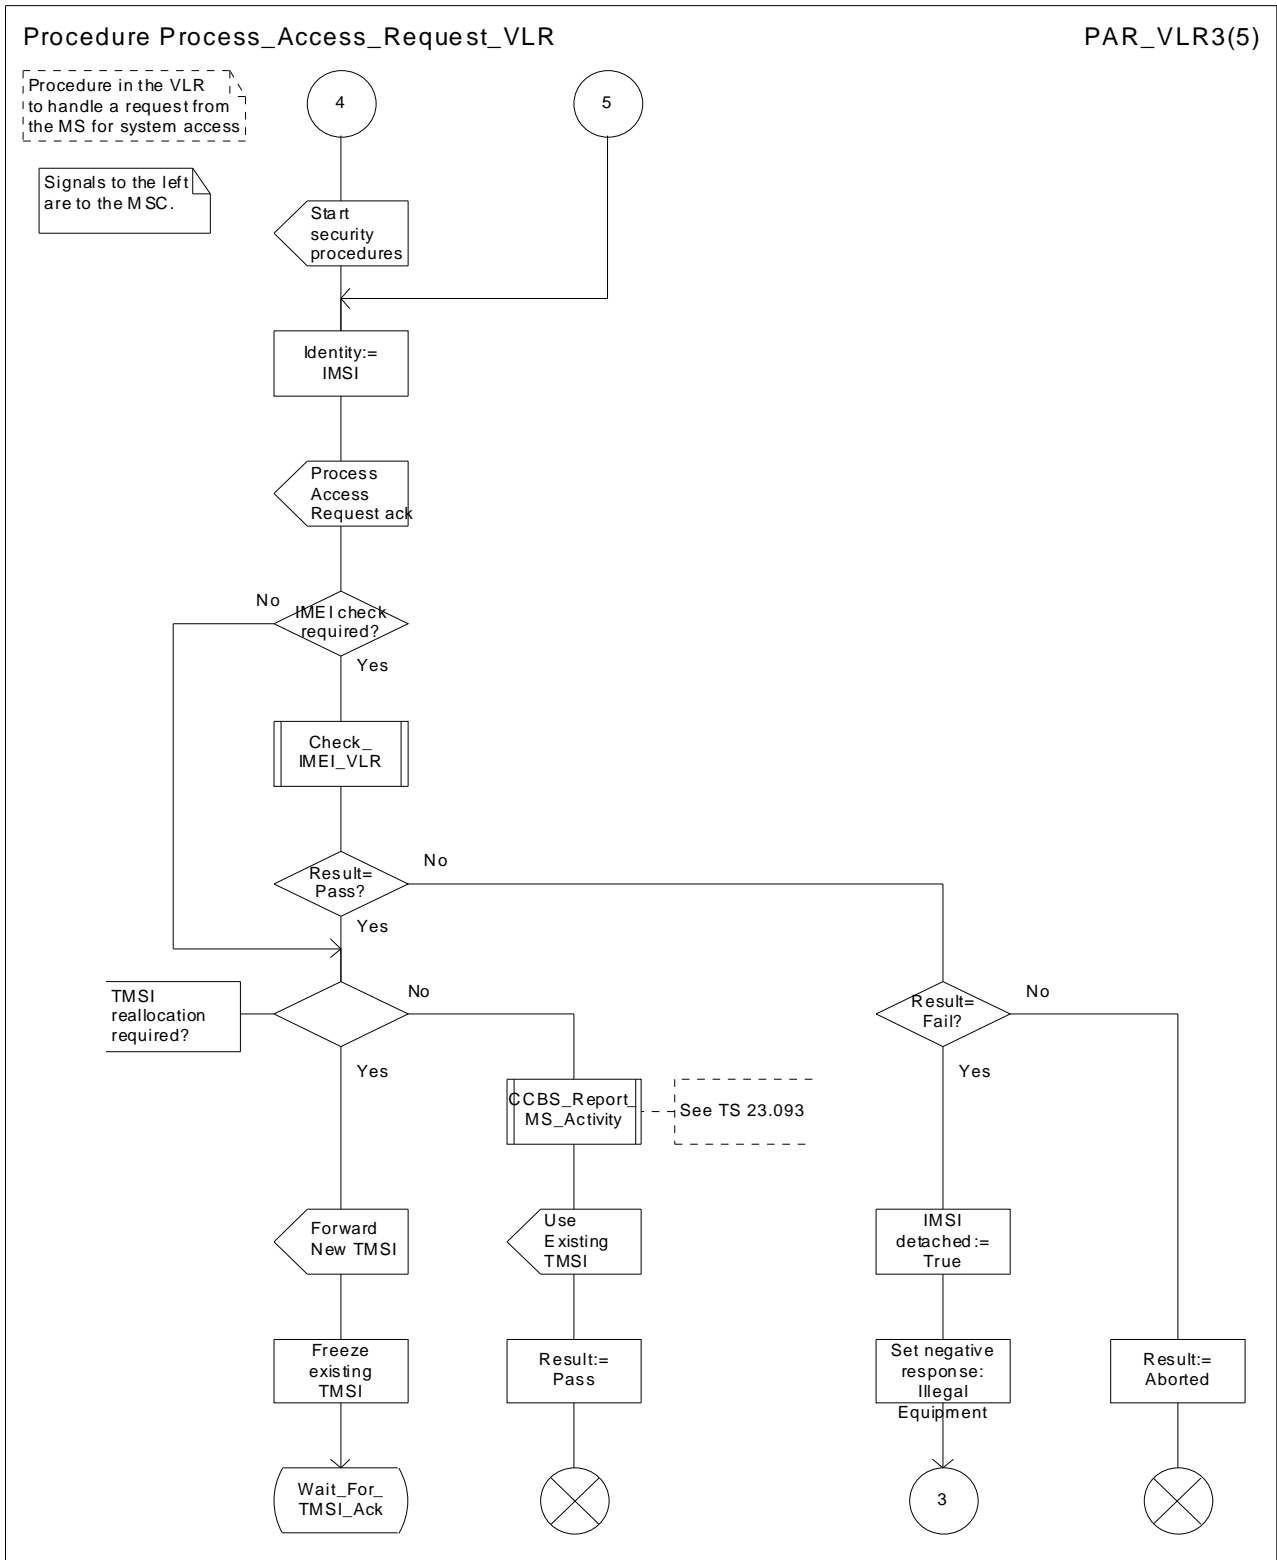 Procedure Process_Access_Request_VLR
PAR_VLR3(5)
Procedure in the VLR
to handle a request from
the MS for system access
4
5
Signals to the left
are to the MSC.
Start
security
procedures
Identity:=
IMSI
Process
Access
Request ack
No
IMEI check
required?
Yes
Check_
IMEI_VLR
Result=
Pass?
No
Yes
TMSI
reallocation
required?
No
Yes
Result=
Fail?
No
Yes
CCBS_Report_
MS_Activity
See TS 23.093
Forward
New TMSI
Use
Existing
TMSI
IMSI
detached:=
True
Freeze
existing
TMSI
Result:=
Pass
Set negative
response:
Illegal
Equipment
Result:=
Aborted
Wait_For_
TMSI_Ack
3